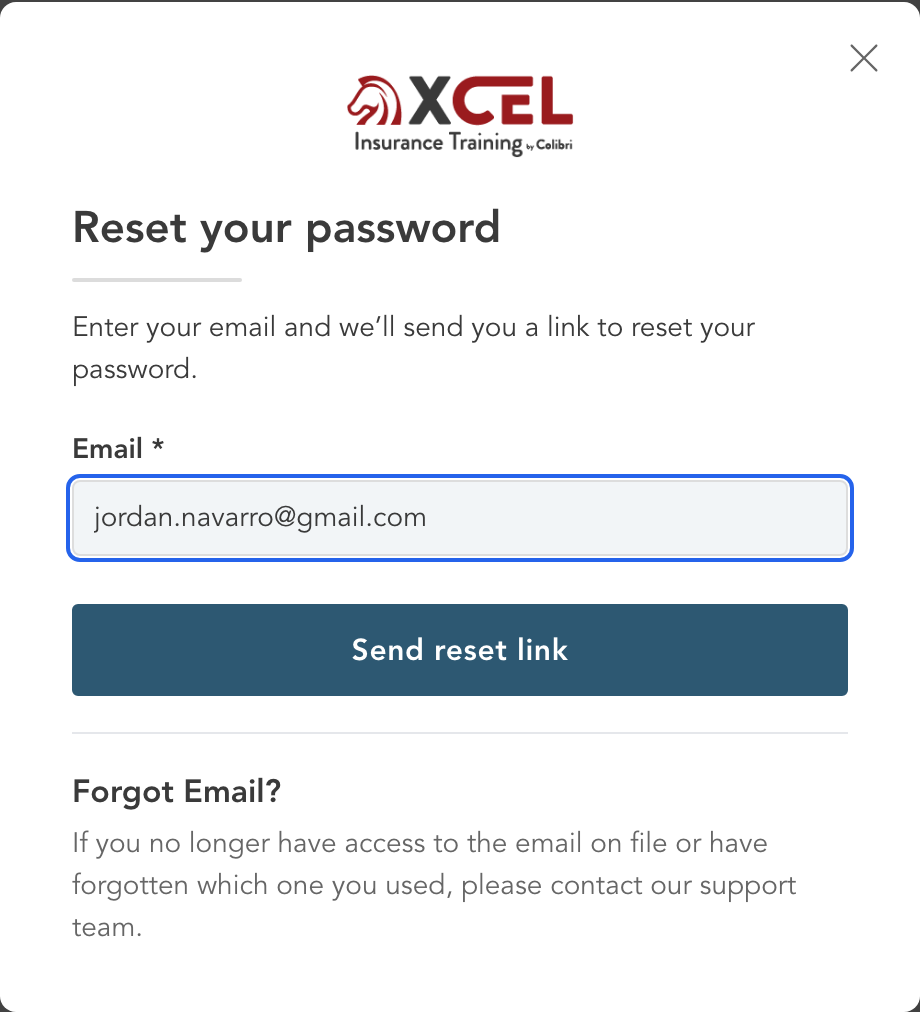 XCEL
Insurance Training by Colibri
Reset your password
Enter your email and we’ll send you a link to reset your
password.
Email *
jordan.navarro@gmail.com
Send reset link
Forgot Email?
If you no longer have access to the email on file or have
forgotten which one you used, please contact our support
team.